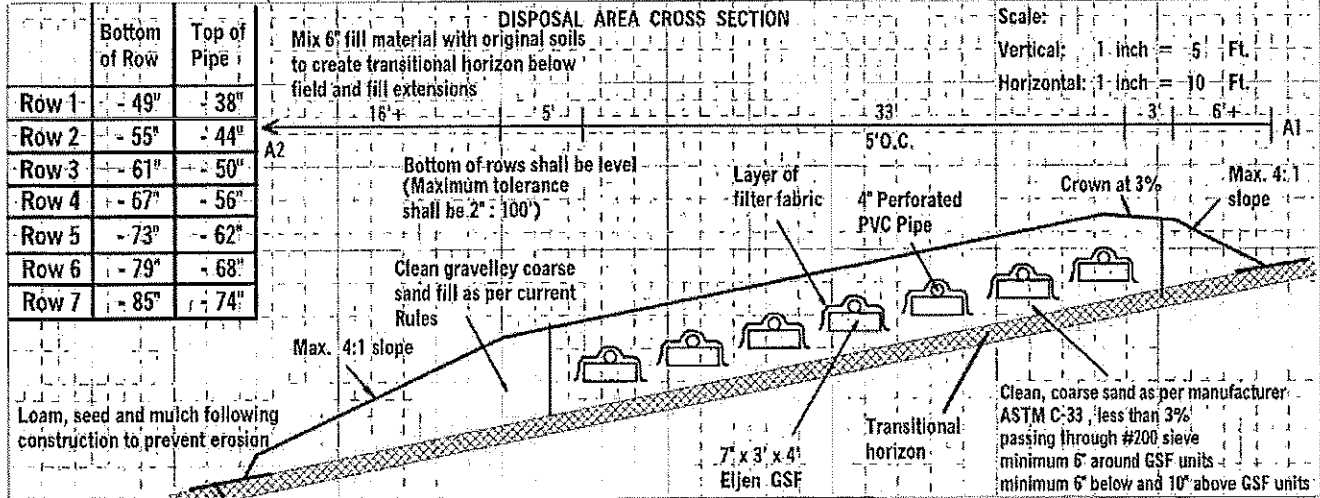 DISPOSAL AREA CROSS SECTION
Bottom of Row
Top of Pipe
Row 1 - 49" - 38"
Row 2 - 55" - 44"
Row 3 - 61" - 50"
Row 4 - 67" - 56"
Row 5 - 73" - 62"
Row 6 - 79" - 68"
Row 7 - 85" - 74"
Mix 6" fill material with original soils
to create transitional horizon below
field and fill extensions
Scale:
Vertical: 1 inch = 5 Ft.
Horizontal: 1 inch = 10 Ft.
16'+ 5' 33' 3' 6'+
A2 5'O.C. A1
Bottom of rows shall be level
(Maximum tolerance
shall be 2" : 100')
Layer of
filter fabric
4" Perforated
PVC Pipe
Crown at 3%
Max. 4:1
slope
Clean gravelley coarse
sand fill as per current
Rules
Max. 4:1 slope
Loam, seed and mulch following
construction to prevent erosion
7" x 3' x 4'
Eljen GSF
Transitional
horizon
Clean, coarse sand as per manufacturer
ASTM C-33, less than 3%
passing through #200 sieve
minimum 6" around GSF units
minimum 6" below and 10" above GSF units